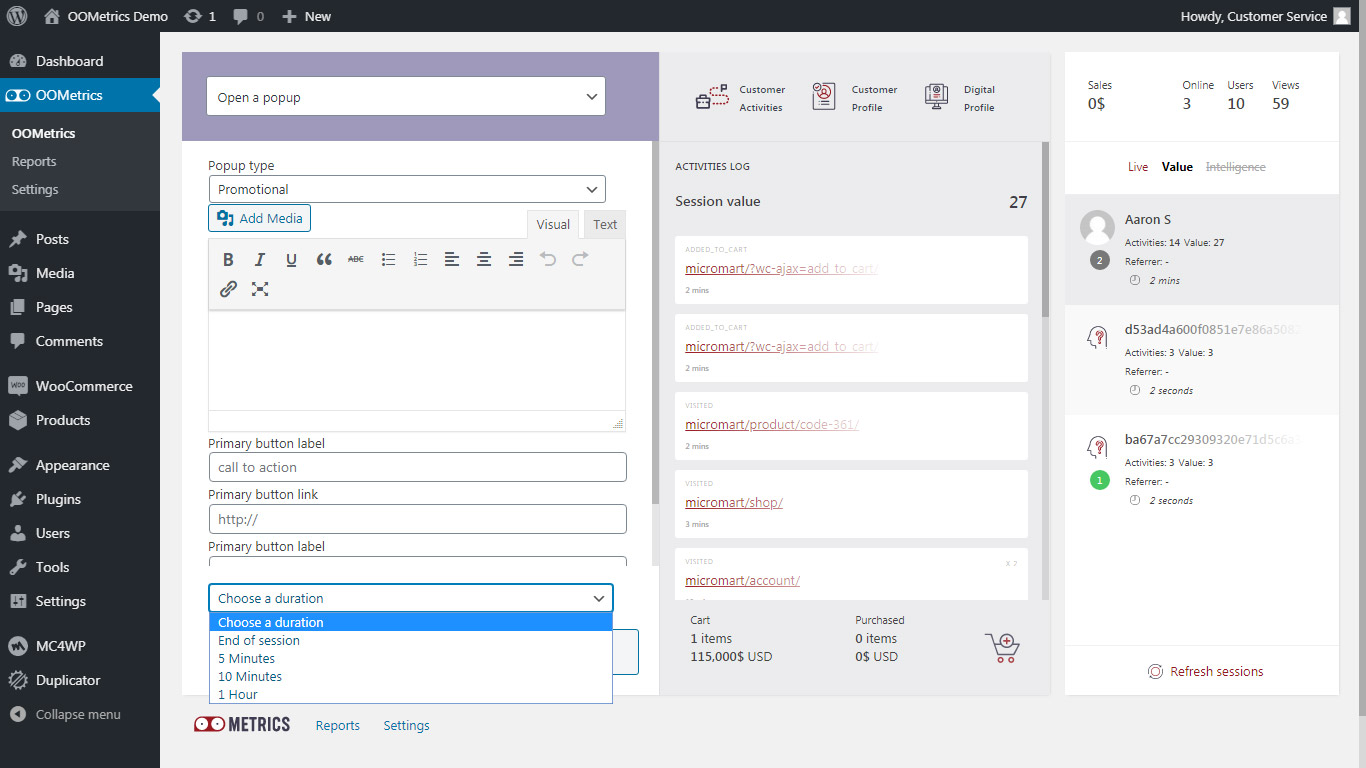 OOMetrics Demo
1
0
New
Howdy, Customer Service
Dashboard
OOMetrics
OOMetrics
Reports
Settings
Posts
Media
Pages
Comments
WooCommerce
Products
Appearance
Plugins
Users
Tools
Settings
MC4WP
Duplicator
Collapse menu
Open a popup
Popup type
Promotional
Add Media
Visual
Text
B
I
U
ABC
Primary button label
call to action
Primary button link
http://
Primary button label
Choose a duration
Choose a duration
End of session
5 Minutes
10 Minutes
1 Hour
METRICS
Reports
Settings
Customer
Activities
Customer
Profile
Digital
Profile
ACTIVITIES LOG
Session value
27
ADDED_TO_CART
micromart/?wc-ajax=add_to_cart/
2 mins
ADDED_TO_CART
micromart/?wc-ajax=add_to_cart/
2 mins
VISITED
micromart/product/code-361/
2 mins
VISITED
micromart/shop/
3 mins
VISITED
X 2
micromart/account/
Cart
1 items
115,000$ USD
Purchased
0 items
0$ USD
Sales
0$
Online
3
Users
10
Views
59
Live
Value
Intelligence
Aaron S
Activities: 14 Value: 27
Referrer: -
2
2 mins
d53ad4a600f0851e7e86a5082
Activities: 3 Value: 3
Referrer: -
2 seconds
ba67a7cc29309320e71d5c6a5
Activities: 3 Value: 3
Referrer: -
1
2 seconds
Refresh sessions